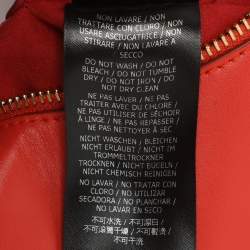 NON LAVARE / NON
TRATTARE CON CLORO / NON
USARE ASCIUGATRICE / NON
STIRARE / NON LAVARE A
SECCO
DO NOT WASH / DO NOT
BLEACH / DO NOT TUMBLE
DRY / DO NOT IRON / DO
NOT DRY CLEAN
NE PAS LAVER / NE PAS
TRAITER AVEC DU CHLORE /
NE PAS UTILISER DE SÉCHOIR
À LINGE / NE PAS REPASSER /
NE PAS NETTOYER À SEC
NICHT WASCHEN / BLEICHEN
NICHT ERLAUBT / NICHT IM
TROMMELTROCKNER
TROCKNEN / NICHT BÜGELN /
NICHT CHEMISCH REINIGEN
NO LAVAR / NO TRATAR CON
CLORO / NO UTILIZAR
SECADORA / NO PLANCHAR /
NO LAVAR EN SECO
不可水洗 / 不可漂白
不可滚筒干燥 / 不可熨烫
不可干洗